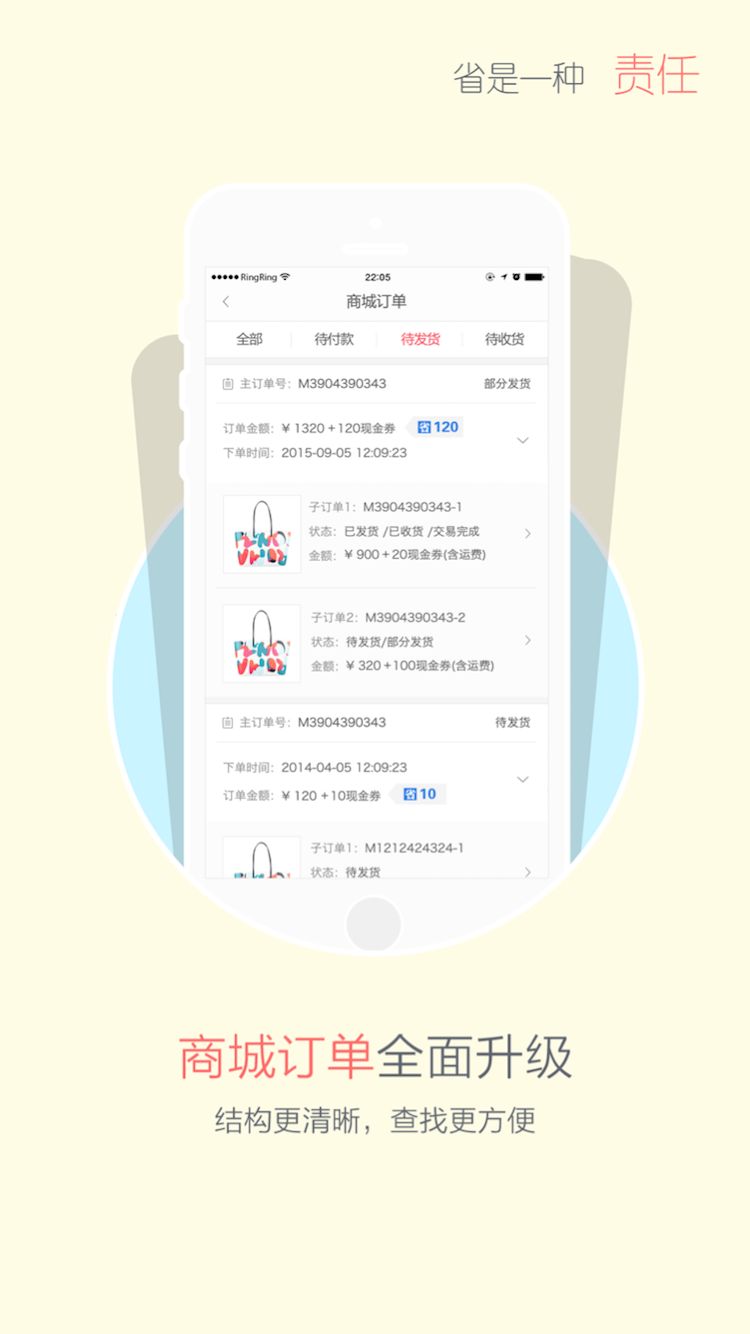 省是一种 责任
RingRing 22:05
商城订单
全部 待付款 待发货 待收货
主订单号: M3904390343 部分发货
订单金额: ¥ 1320 + 120现金券 省 120
下单时间: 2015-09-05 12:09:23
子订单1: M3904390343-1
状态: 已发货 /已收货 /交易完成
金额: ¥ 900 + 20现金券(含运费)
子订单2: M3904390343-2
状态: 待发货/部分发货
金额: ¥ 320 +100现金券(含运费)
主订单号: M3904390343 待发货
下单时间: 2014-04-05 12:09:23
订单金额: ¥ 120 +10现金券 省 10
子订单1: M1212424324-1
状态: 待发货
商城订单全面升级
结构更清晰，查找更方便